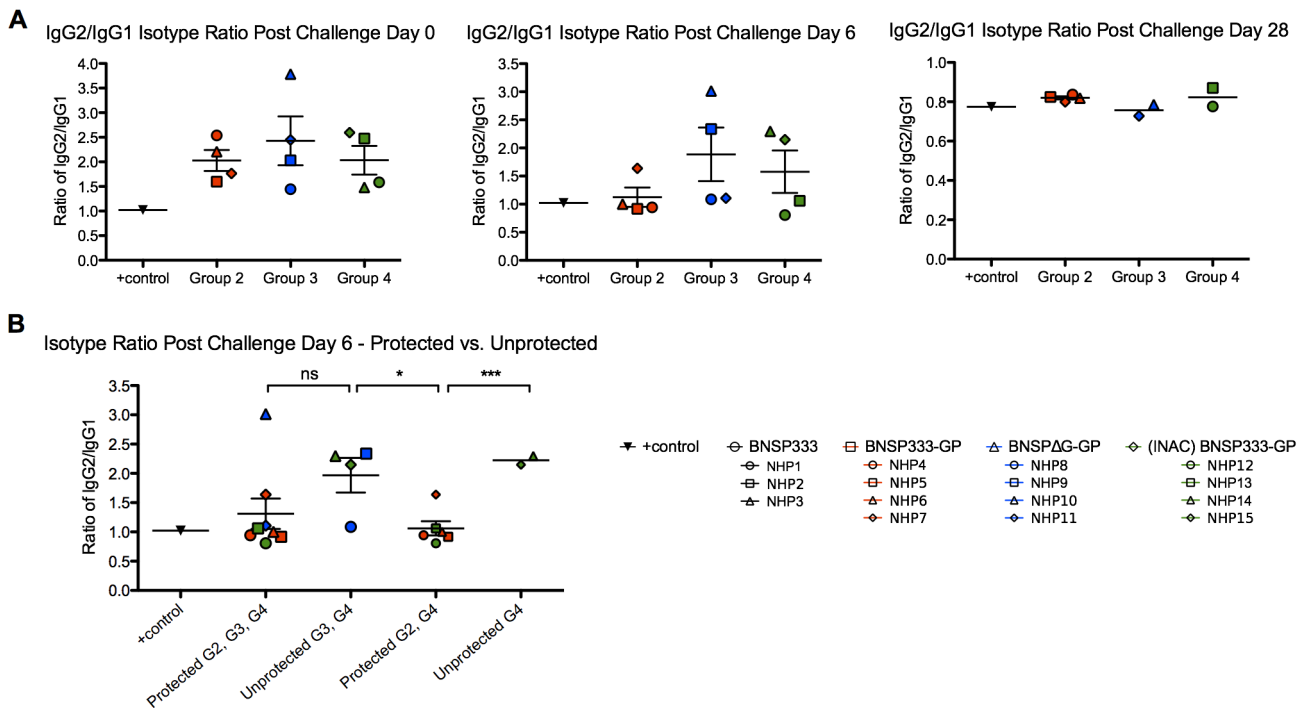 A
IgG2/IgG1 Isotype Ratio Post Challenge Day 0
Ratio of IgG2/IgG1
4.0
3.5
3.0
2.5
2.0
1.5
1.0
0.5
0.0
+control
Group 2
Group 3
Group 4
IgG2/IgG1 Isotype Ratio Post Challenge Day 6
Ratio of IgG2/IgG1
3.5
3.0
2.5
2.0
1.5
1.0
0.5
0.0
+control
Group 2
Group 3
Group 4
IgG2/IgG1 Isotype Ratio Post Challenge Day 28
Ratio of IgG2/IgG1
1.0
0.8
0.6
0.4
0.2
0.0
+control
Group 2
Group 3
Group 4
B
Isotype Ratio Post Challenge Day 6 - Protected vs. Unprotected
Ratio of IgG2/IgG1
3.5
3.0
2.5
2.0
1.5
1.0
0.5
0.0
ns
*
***
+control
Protected G2, G3, G4
Unprotected G3, G4
Protected G2, G4
Unprotected G4
+control
BNSP333
NHP1
NHP2
NHP3
BNSP333-GP
NHP4
NHP5
NHP6
NHP7
BNSPΔG-GP
NHP8
NHP9
NHP10
NHP11
(INAC) BNSP333-GP
NHP12
NHP13
NHP14
NHP15